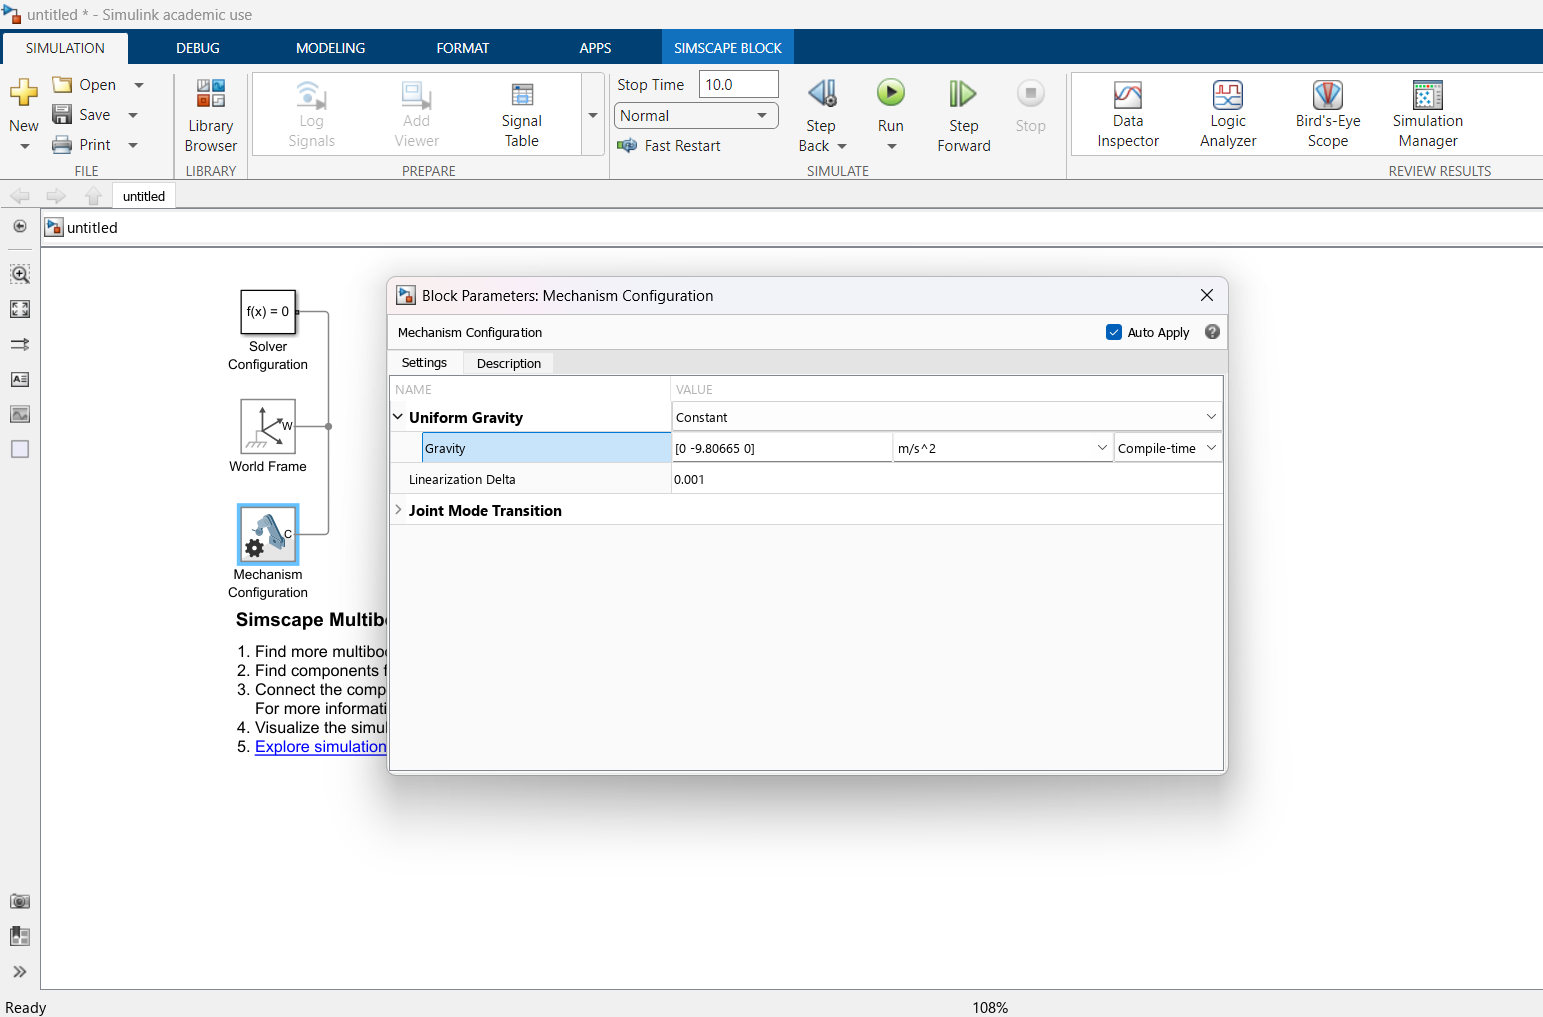 untitled * - Simulink academic use
SIMULATION DEBUG MODELING FORMAT APPS SIMSCAPE BLOCK
New
Open
Save
Print
FILE
Library
Browser
LIBRARY
Log
Signals
Add
Viewer
Signal
Table
PREPARE
Stop Time 10.0
Normal
Fast Restart
Step
Back
Run
Step
Forward
Stop
SIMULATE
Data
Inspector
Logic
Analyzer
Bird's-Eye
Scope
Simulation
Manager
REVIEW RESULTS
untitled
untitled
f(x) = 0
Solver
Configuration
W
World Frame
C
Mechanism
Configuration
Simscape Multibo
1. Find more multiboo
2. Find components f
3. Connect the comp
For more informati
4. Visualize the simul
5. Explore simulation
Block Parameters: Mechanism Configuration
Mechanism Configuration Auto Apply ?
Settings Description
NAME VALUE
Uniform Gravity Constant
Gravity [0 -9.80665 0] m/s^2 Compile-time
Linearization Delta 0.001
Joint Mode Transition
Ready 108%